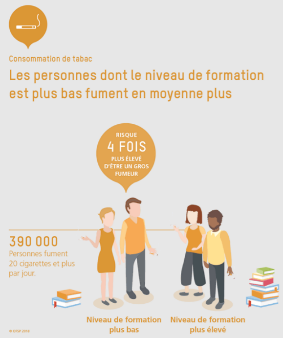 Consommation de tabac
Les personnes dont le niveau de formation
est plus bas fument en moyenne plus
RISQUE
4 FOIS
PLUS ÉLEVÉ
D'ÊTRE UN GROS
FUMEUR
390 000
Personnes fument
20 cigarettes et plus
par jour.
Niveau de formation
plus bas
Niveau de formation
plus élevé